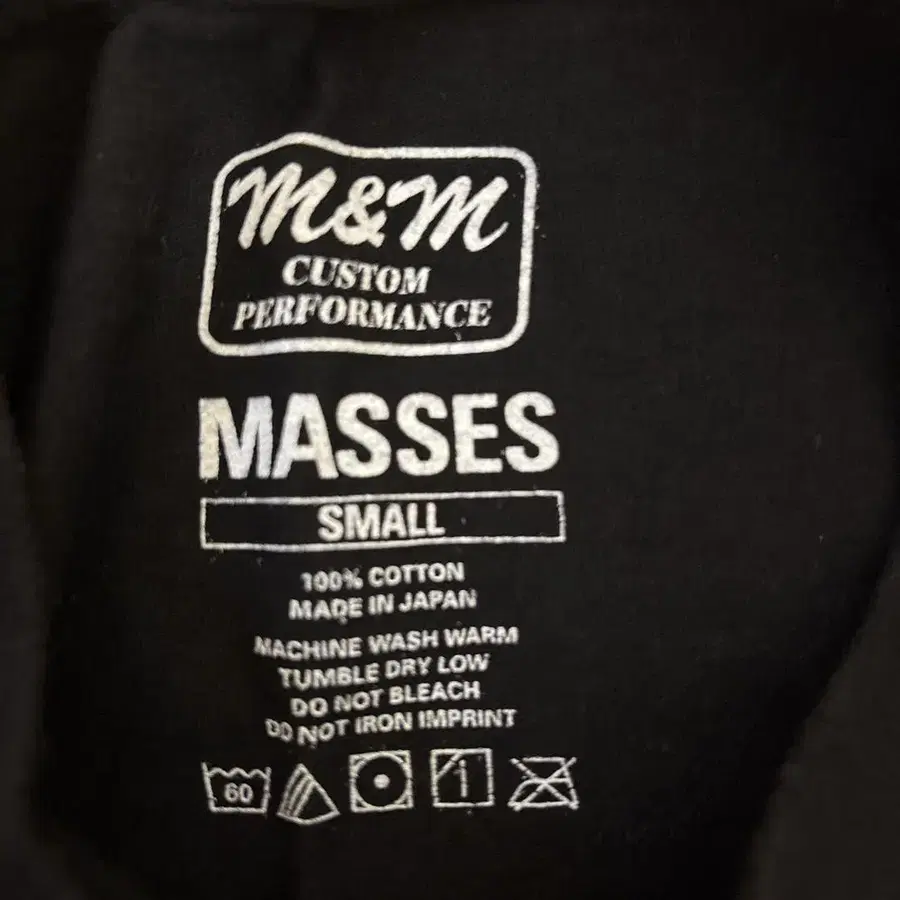 M&M
CUSTOM
PERFORMANCE
MASSES
SMALL
100% COTTON
MADE IN JAPAN
MACHINE WASH WARM
TUMBLE DRY LOW
DO NOT BLEACH
DO NOT IRON IMPRINT
60